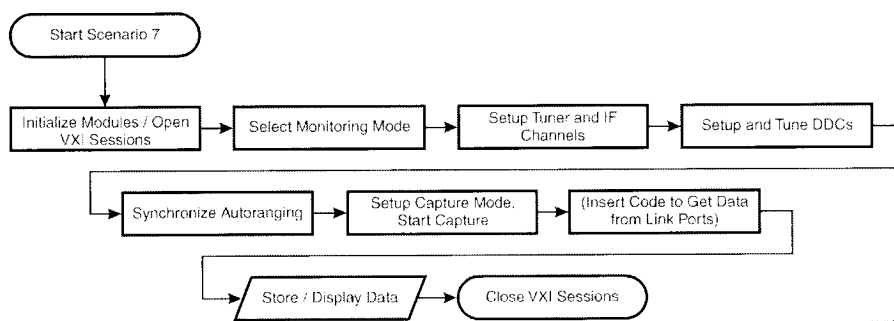 Start Scenario 7
Initialize Modules / Open
VXI Sessions
Select Monitoring Mode
Setup Tuner and IF
Channels
Setup and Tune DDCs
Synchronize Autoranging
Setup Capture Mode,
Start Capture
(Insert Code to Get Data
from Link Ports)
Store / Display Data
Close VXI Sessions